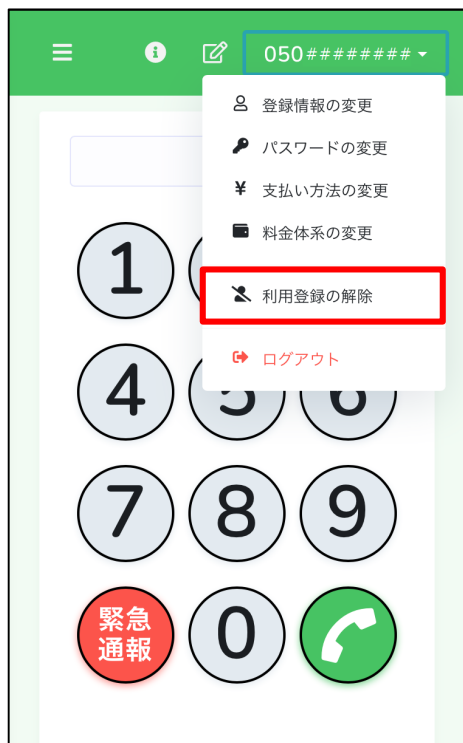 050########
登録情報の変更
パスワードの変更
支払い方法の変更
料金体系の変更
利用登録の解除
ログアウト
1
4
7 8 9
緊急
通報
0